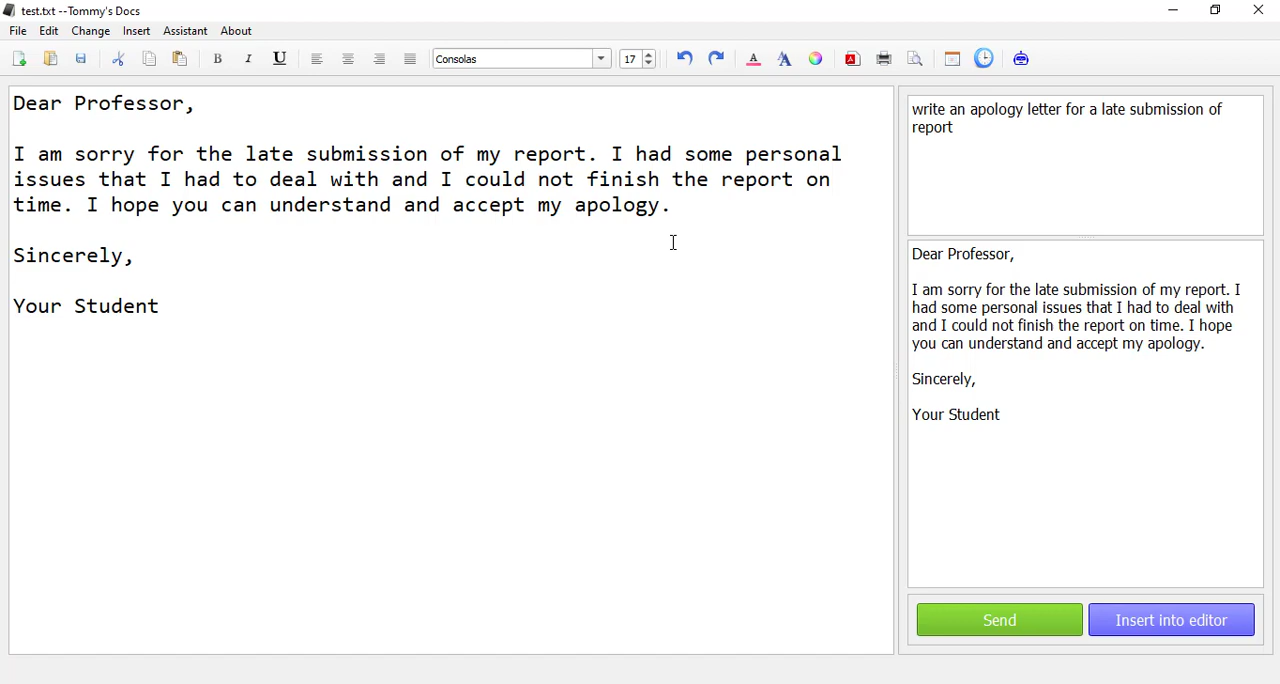 test.txt --Tommy's Docs
File Edit Change Insert Assistant About
B I U Consolas 17 A A
Dear Professor,
I am sorry for the late submission of my report. I had some personal
issues that I had to deal with and I could not finish the report on
time. I hope you can understand and accept my apology.
Sincerely,
Your Student
write an apology letter for a late submission of
report
Dear Professor,
I am sorry for the late submission of my report. I
had some personal issues that I had to deal with
and I could not finish the report on time. I hope
you can understand and accept my apology.
Sincerely,
Your Student
Send Insert into editor